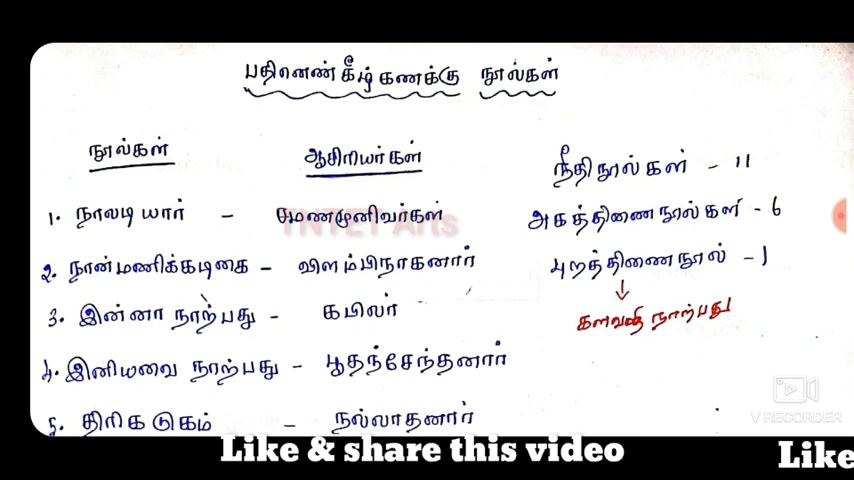 பதினெண் கீழ் கணக்கு நூல்கள்
நூல்கள் ஆசிரியர்கள் நீதி நூல்கள் - 11
1. நாலடியார் - சமணமுனிவர்கள் அகத்திணை நூல்கள் - 6
TNTET Arts
2. நான்மணிக்கடிகை - விளம்பிநாகனார் புறத்திணை நூல் - 1
3. இன்னா நாற்பது - கபிலர் களவழி நாற்பது
4. இனியவை நாற்பது - பூதஞ்சேந்தனார்
5. திரிகடுகம் - நல்லாதனார்
V RECORDER
Like & share this video Like